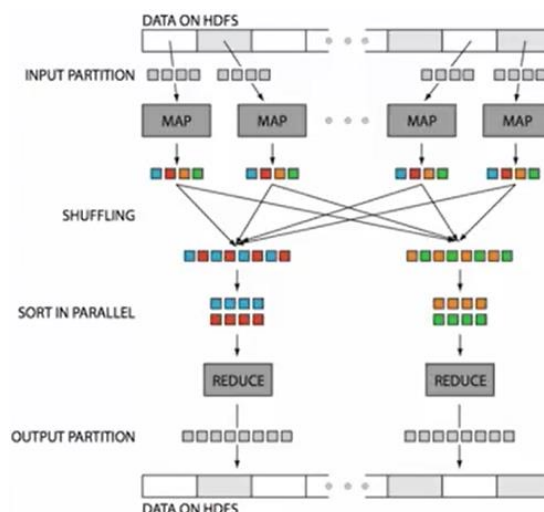 DATA ON HDFS
INPUT PARTITION
MAP MAP MAP MAP
SHUFFLING
SORT IN PARALLEL
REDUCE REDUCE
OUTPUT PARTITION
DATA ON HDFS